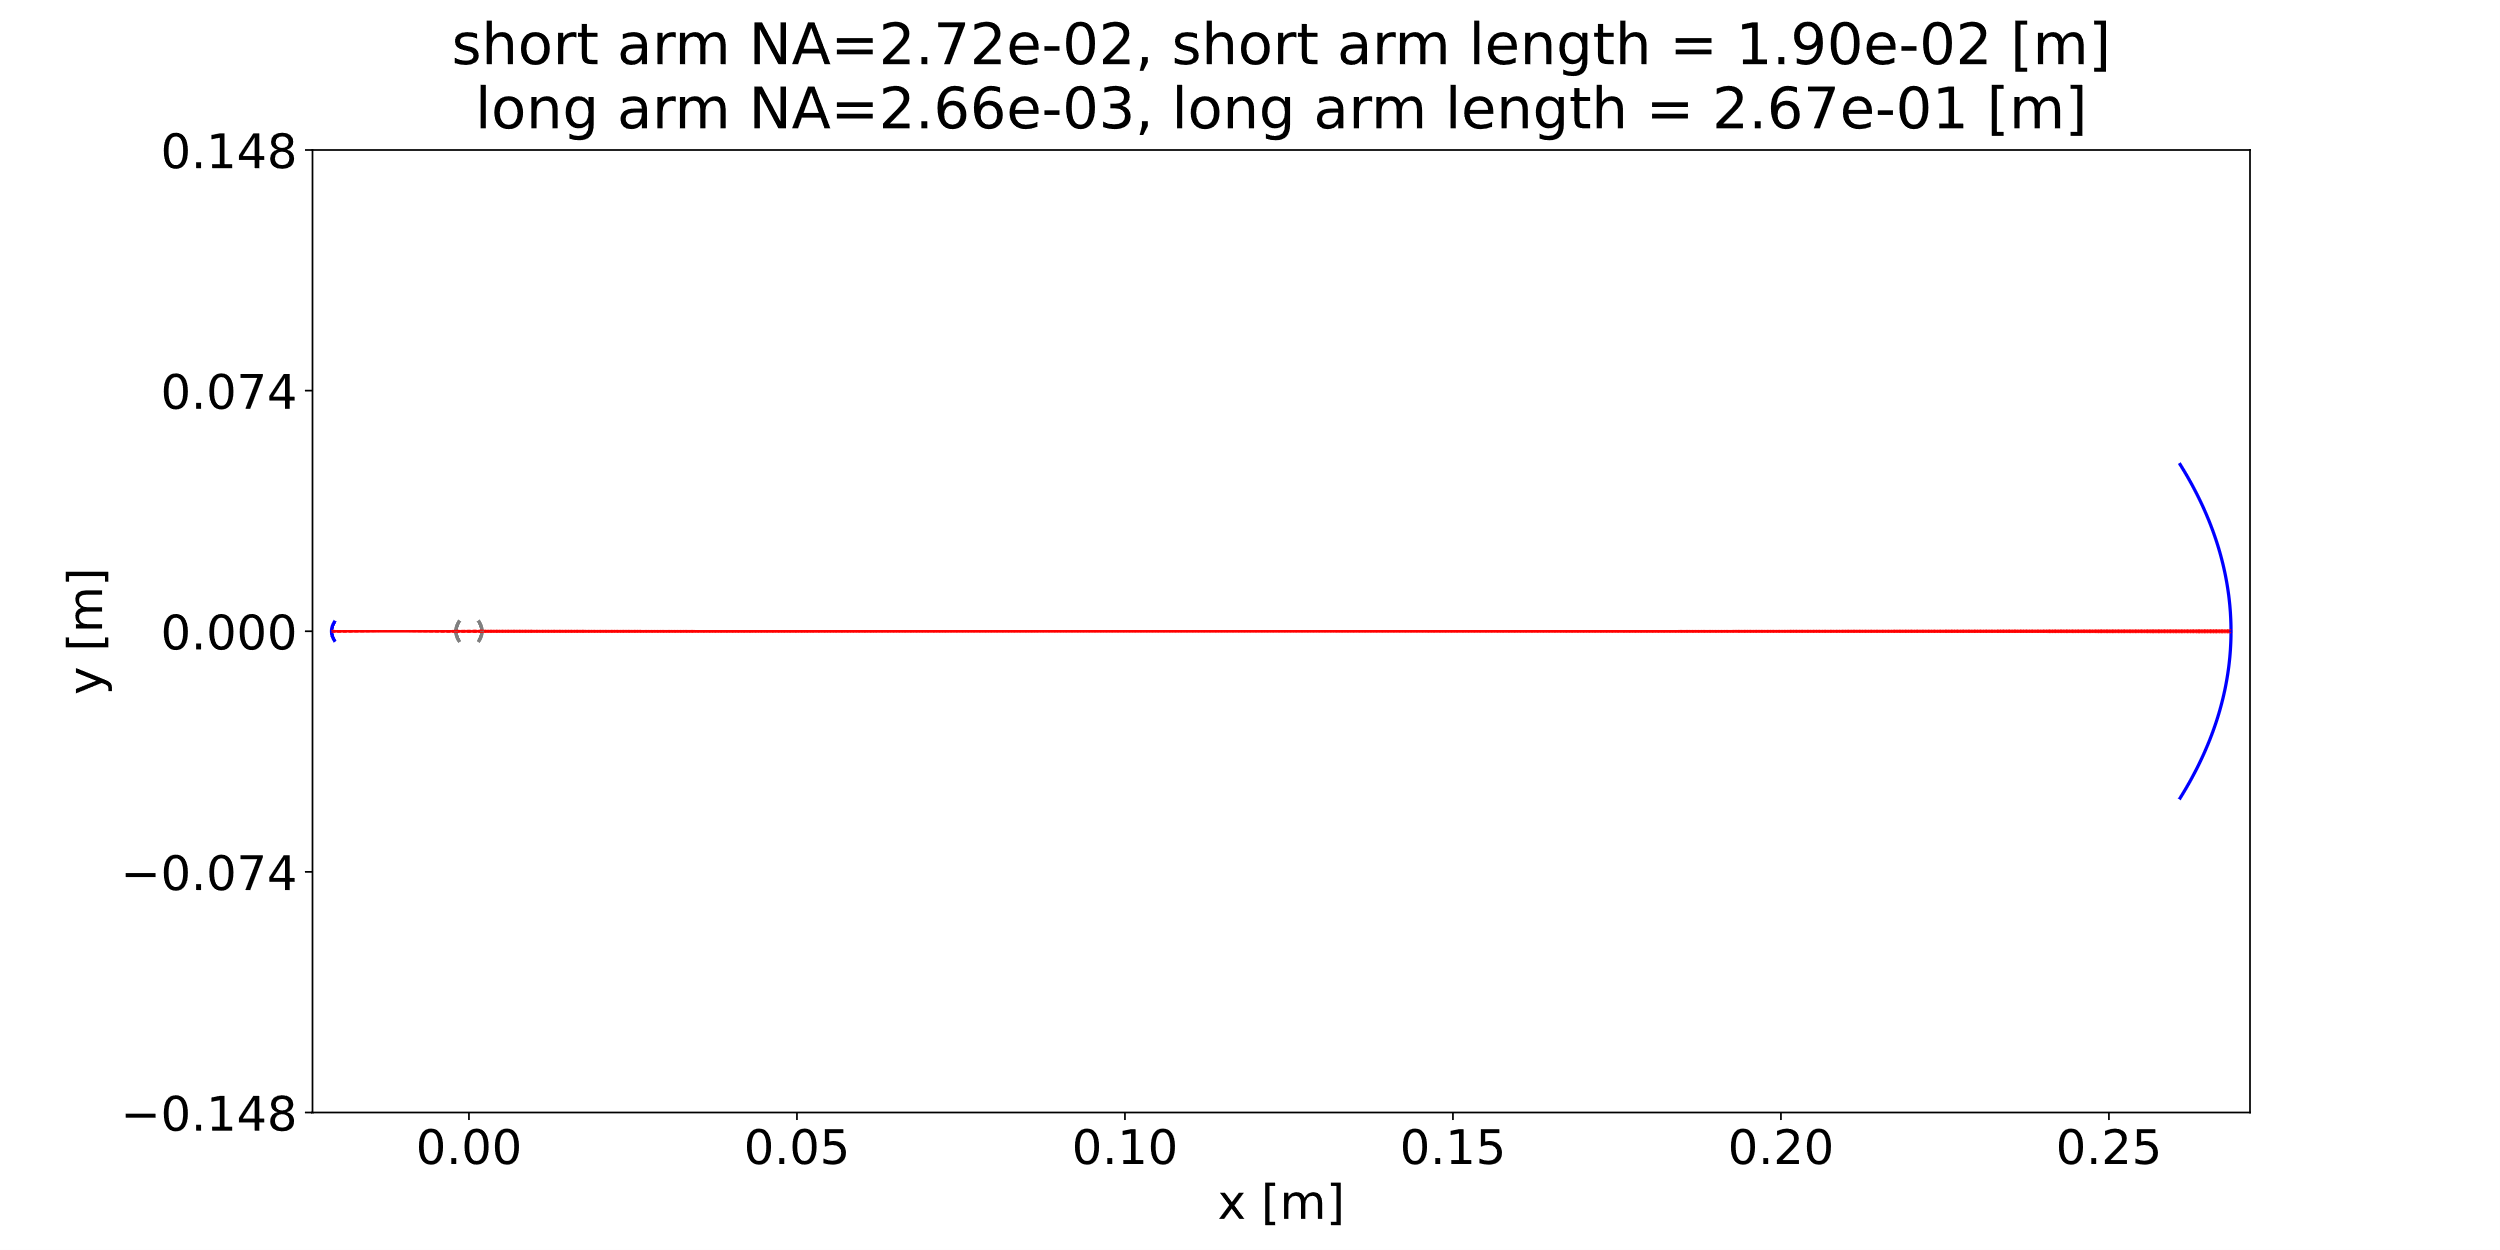 short arm NA=2.72e-02, short arm length = 1.90e-02 [m]
long arm NA=2.66e-03, long arm length = 2.67e-01 [m]
0.148
0.074
0.000
−0.074
−0.148
y [m]
0.00 0.05 0.10 0.15 0.20 0.25
x [m]